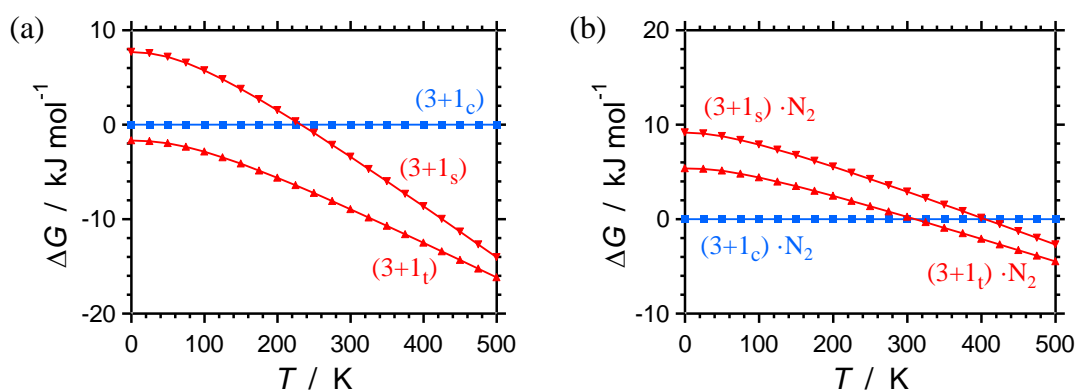 (a)
10
0
-10
-20
ΔG / kJ mol⁻¹
(3+1c)
(3+1s)
(3+1t)
0 100 200 300 400 500
T / K
(b)
20
10
0
-10
ΔG / kJ mol⁻¹
(3+1s) ·N₂
(3+1c) ·N₂
(3+1t) ·N₂
0 100 200 300 400 500
T / K